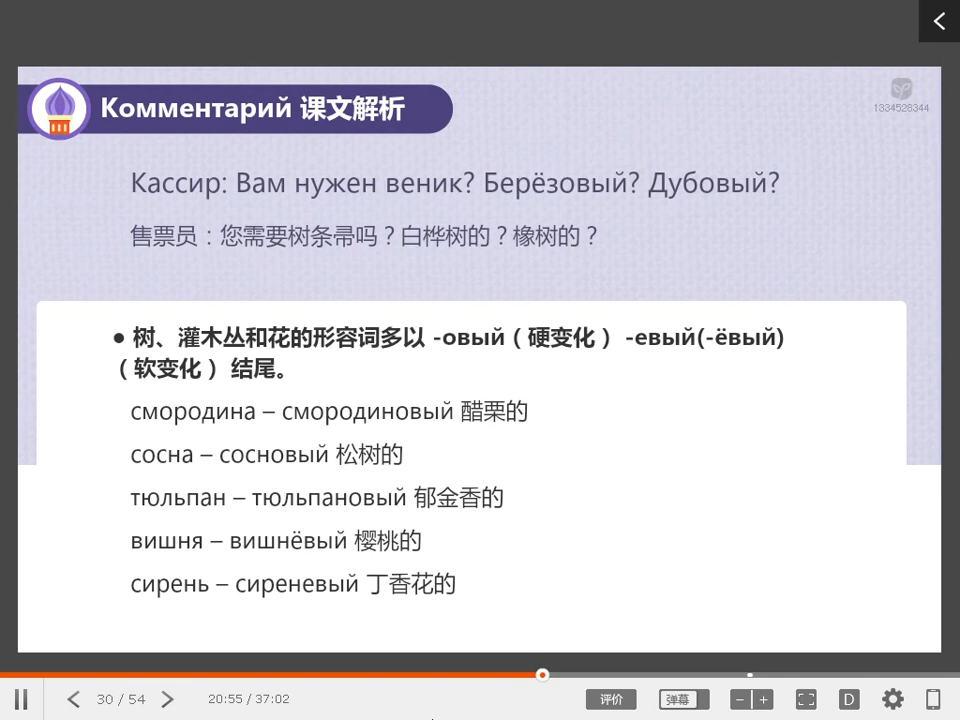 Комментарий 课文解析
1334528344
Кассир: Вам нужен веник? Берёзовый? Дубовый?
售票员：您需要树条帚吗？白桦树的？橡树的？
● 树、灌木丛和花的形容词多以 -овый（硬变化） -евый(-ёвый)
（软变化） 结尾。
смородина – смородиновый 醋栗的
сосна – сосновый 松树的
тюльпан – тюльпановый 郁金香的
вишня – вишнёвый 樱桃的
сирень – сиреневый 丁香花的
30 / 54 20:55 / 37:02 评价 弹幕 − + D